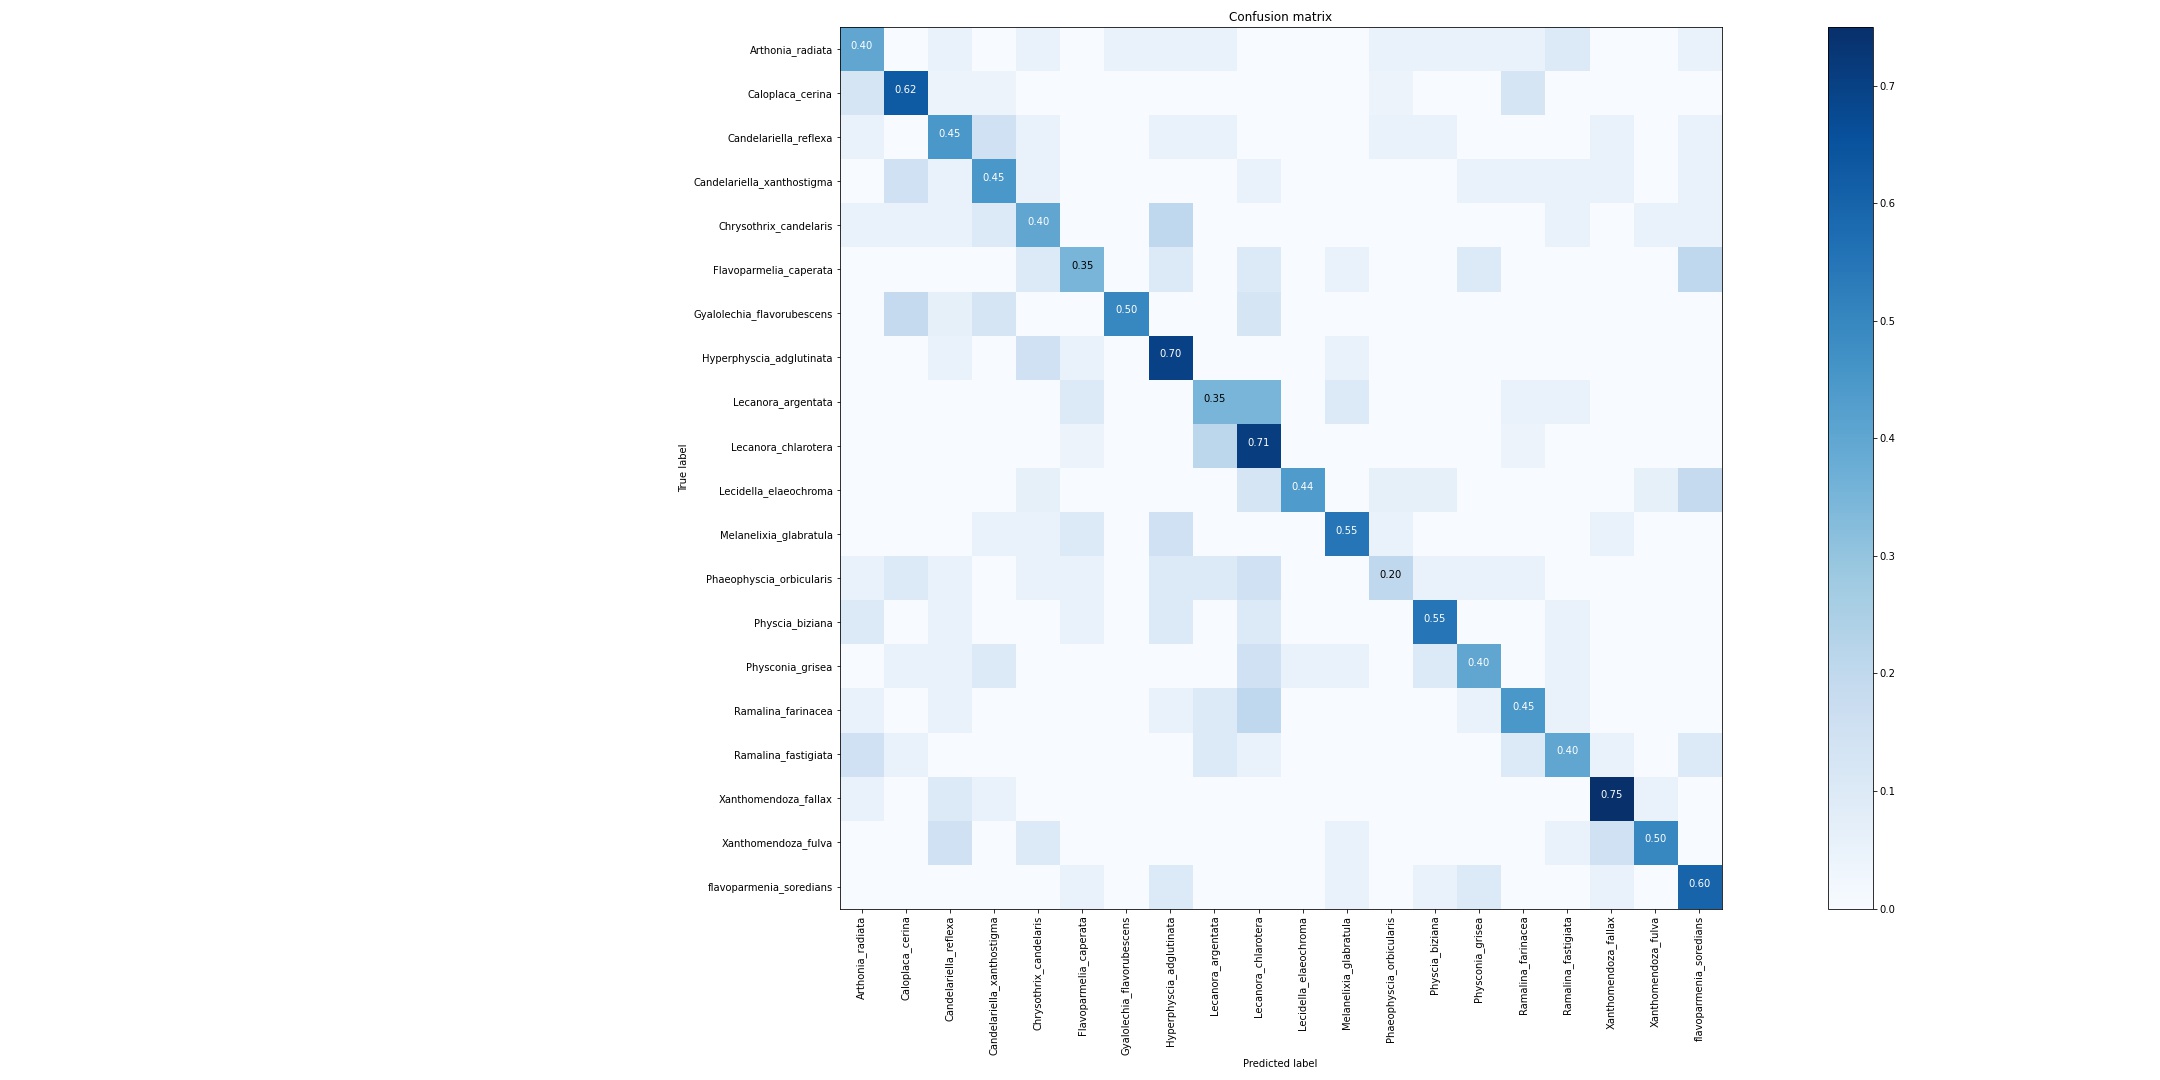 Confusion matrix
Arthonia_radiata
Caloplaca_cerina
Candelariella_reflexa
Candelariella_xanthostigma
Chrysothrix_candelaris
Flavoparmelia_caperata
Gyalolechia_flavorubescens
Hyperphyscia_adglutinata
Lecanora_argentata
Lecanora_chlarotera
Lecidella_elaeochroma
Melanelixia_glabratula
Phaeophyscia_orbicularis
Physcia_biziana
Physconia_grisea
Ramalina_farinacea
Ramalina_fastigiata
Xanthomendoza_fallax
Xanthomendoza_fulva
flavoparmenia_soredians
True label
0.40
0.62
0.45
0.45
0.40
0.35
0.50
0.70
0.35
0.71
0.44
0.55
0.20
0.55
0.40
0.45
0.40
0.75
0.50
0.60
Arthonia_radiata
Caloplaca_cerina
Candelariella_reflexa
Candelariella_xanthostigma
Chrysothrix_candelaris
Flavoparmelia_caperata
Gyalolechia_flavorubescens
Hyperphyscia_adglutinata
Lecanora_argentata
Lecanora_chlarotera
Lecidella_elaeochroma
Melanelixia_glabratula
Phaeophyscia_orbicularis
Physcia_biziana
Physconia_grisea
Ramalina_farinacea
Ramalina_fastigiata
Xanthomendoza_fallax
Xanthomendoza_fulva
flavoparmenia_soredians
Predicted label
0.7
0.6
0.5
0.4
0.3
0.2
0.1
0.0